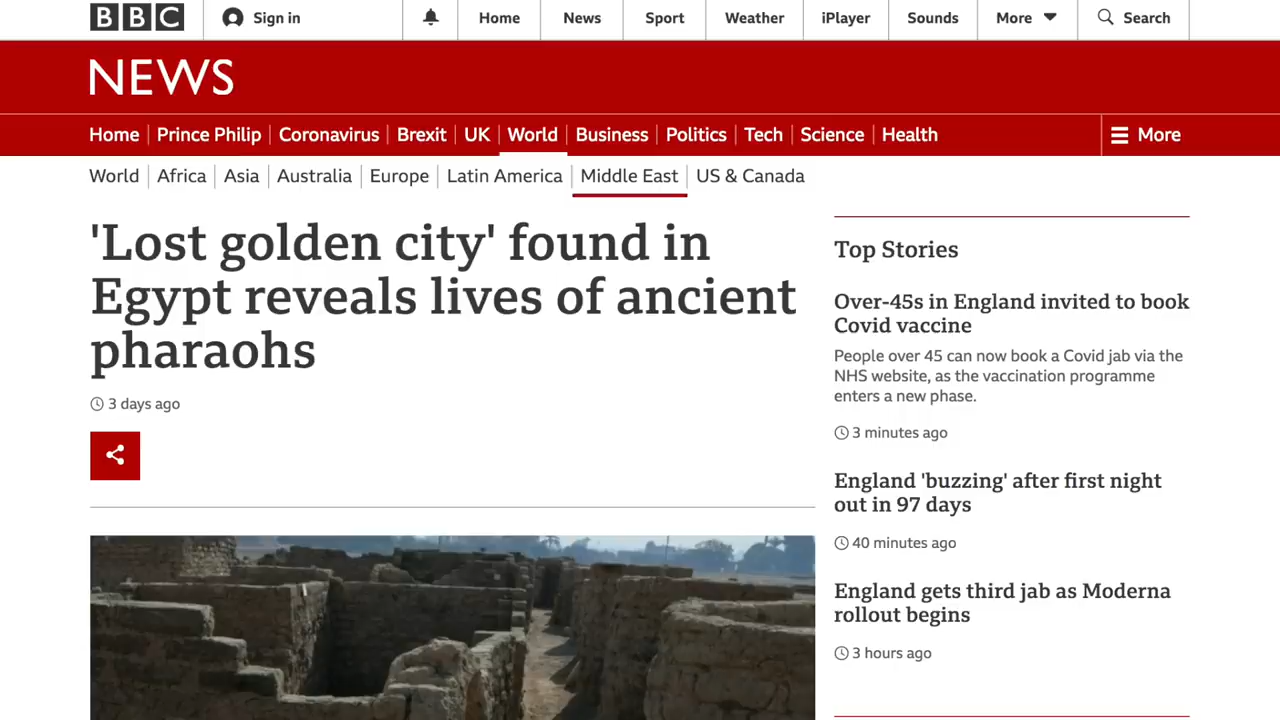 BBC
Sign in
Home
News
Sport
Weather
iPlayer
Sounds
More
Search
NEWS
Home
Prince Philip
Coronavirus
Brexit
UK
World
Business
Politics
Tech
Science
Health
More
World
Africa
Asia
Australia
Europe
Latin America
Middle East
US & Canada
'Lost golden city' found in
Egypt reveals lives of ancient
pharaohs
3 days ago
Top Stories
Over-45s in England invited to book
Covid vaccine
People over 45 can now book a Covid jab via the
NHS website, as the vaccination programme
enters a new phase.
3 minutes ago
England 'buzzing' after first night
out in 97 days
40 minutes ago
England gets third jab as Moderna
rollout begins
3 hours ago